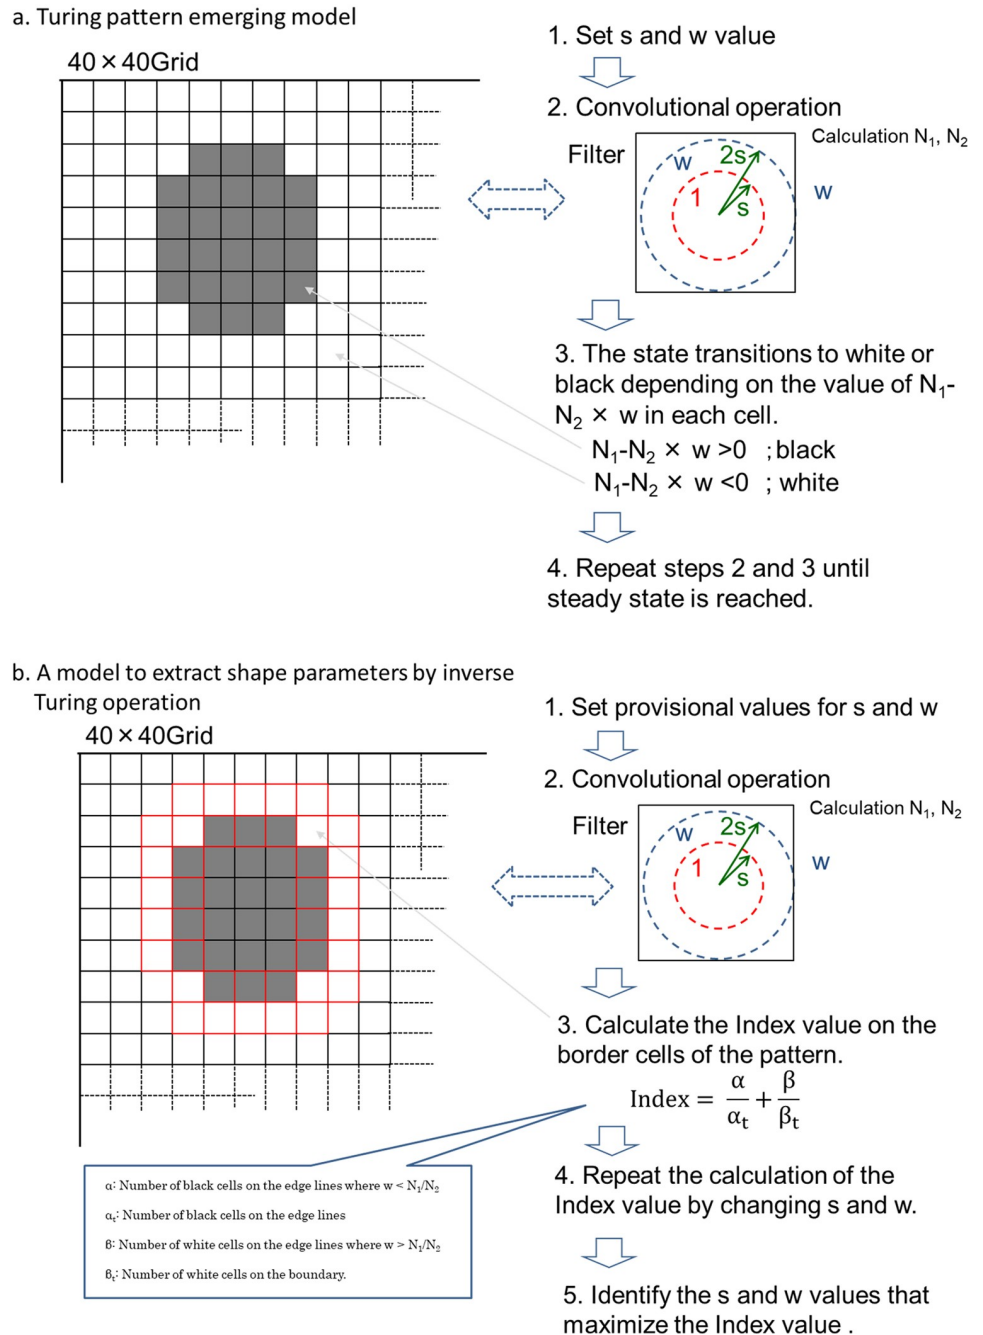 a. Turing pattern emerging model
40×40Grid
1. Set s and w value
2. Convolutional operation
Filter
Calculation N₁, N₂
w
2s
w
1
s
3. The state transitions to white or
black depending on the value of N₁-
N₂ × w in each cell.
N₁-N₂ × w >0 ; black
N₁-N₂ × w <0 ; white
4. Repeat steps 2 and 3 until
steady state is reached.
b. A model to extract shape parameters by inverse
Turing operation
40×40Grid
1. Set provisional values for s and w
2. Convolutional operation
Filter
Calculation N₁, N₂
w
2s
w
1
s
3. Calculate the Index value on the
border cells of the pattern.
Index = α/αt + β/βt
α: Number of black cells on the edge lines where w < N₁/N₂
αt: Number of black cells on the edge lines
β: Number of white cells on the edge lines where w > N₁/N₂
βt: Number of white cells on the boundary.
4. Repeat the calculation of the
Index value by changing s and w.
5. Identify the s and w values that
maximize the Index value .